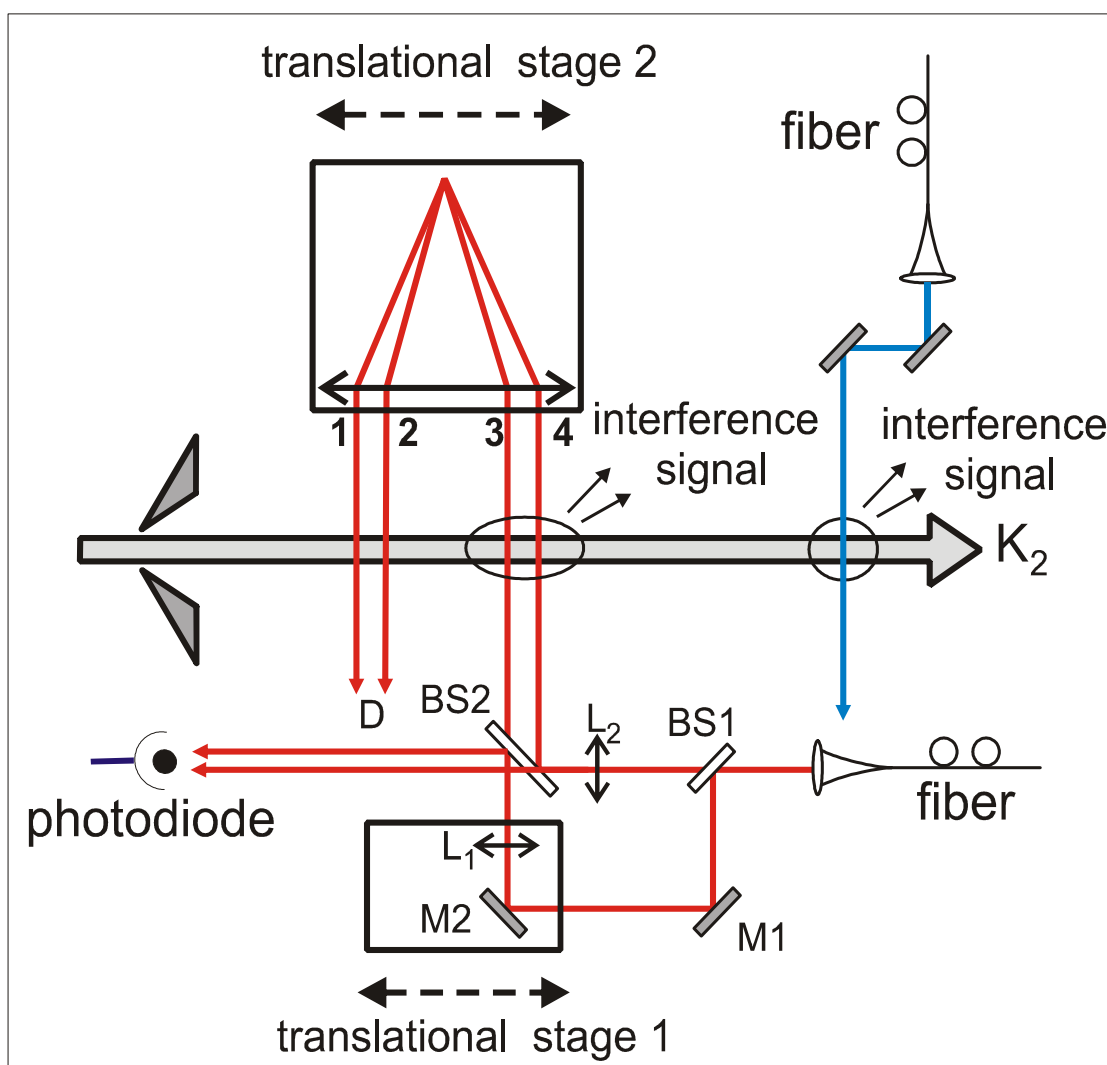 translational stage 2
fiber
1 2 3 4
interference
signal
interference
signal
K2
D
BS2
L2
BS1
photodiode
fiber
L1
M2
M1
translational stage 1